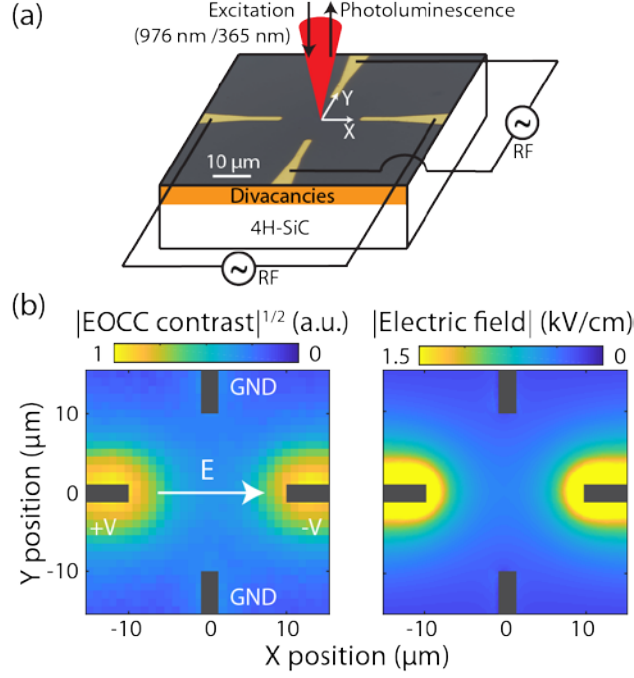 (a)
Excitation
(976 nm /365 nm)
Photoluminescence
Y
X
10 μm
~
RF
Divacancies
4H-SiC
~
RF
(b)
|EOCC contrast|^{1/2} (a.u.)
1
0
|Electric field| (kV/cm)
1.5
0
Y position (μm)
10
0
-10
GND
E
+V
-V
GND
-10
0
10
-10
0
10
X position (μm)